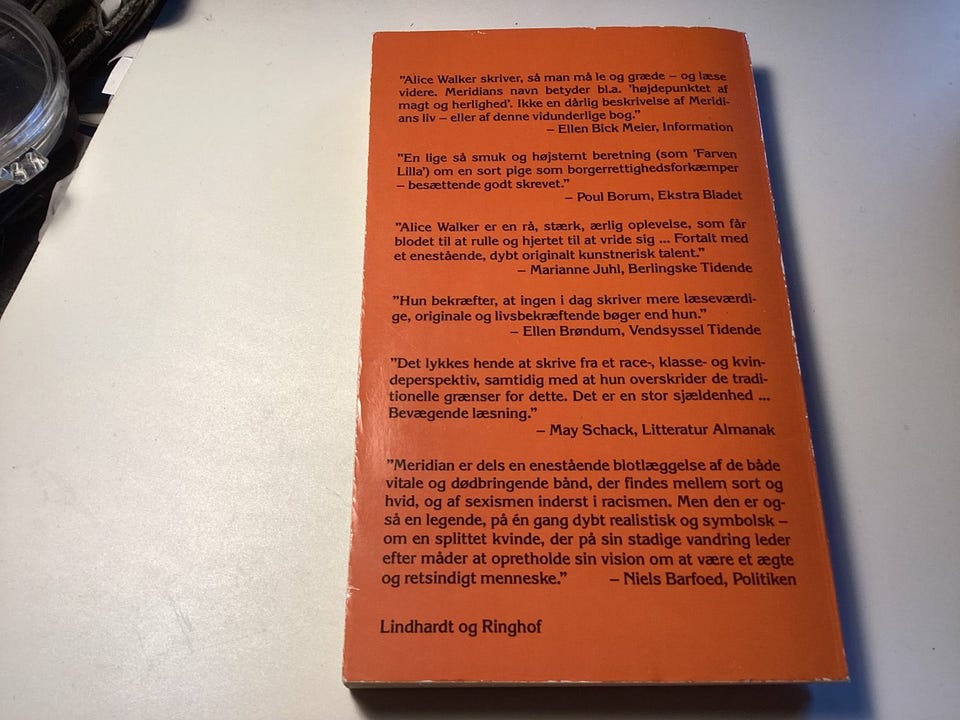 "Alice Walker skriver, så man må le og græde – og læse
videre. Meridians navn betyder bl.a. 'højdepunktet af
magt og herlighed'. Ikke en dårlig beskrivelse af Meridi-
ans liv – eller af denne vidunderlige bog."
– Ellen Bick Meier, Information
"En lige så smuk og højstemt beretning (som 'Farven
Lilla') om en sort pige som borgerrettighedsforkæmper
– besættende godt skrevet."
– Poul Borum, Ekstra Bladet
"Alice Walker er en rå, stærk, ærlig oplevelse, som får
blodet til at rulle og hjertet til at vride sig ... Fortalt med
et enestående, dybt originalt kunstnerisk talent."
– Marianne Juhl, Berlingske Tidende
"Hun bekræfter, at ingen i dag skriver mere læseværdi-
ge, originale og livsbekræftende bøger end hun."
– Ellen Brøndum, Vendsyssel Tidende
"Det lykkes hende at skrive fra et race-, klasse- og kvin-
deperspektiv, samtidig med at hun overskrider de tradi-
tionelle grænser for dette. Det er en stor sjældenhed ...
Bevægende læsning."
– May Schack, Litteratur Almanak
"Meridian er dels en enestående blotlæggelse af de både
vitale og dødbringende bånd, der findes mellem sort og
hvid, og af sexismen inderst i racismen. Men den er og-
så en legende, på én gang dybt realistisk og symbolsk –
om en splittet kvinde, der på sin stadige vandring leder
efter måder at opretholde sin vision om at være et ægte
og retsindigt menneske." – Niels Barfoed, Politiken
Lindhardt og Ringhof